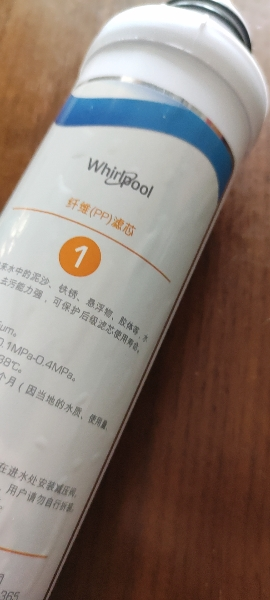 Whirlpool
纤维(PP)滤芯
1
来水中的泥沙、铁锈、悬浮物、胶体等
去污能力强，可保护后级滤芯使用寿命。
um。
0.1MPa-0.4MPa。
38℃。
个月（因当地的水质、使用量
在进水处安装减压阀。
用户请勿自行拆装
365